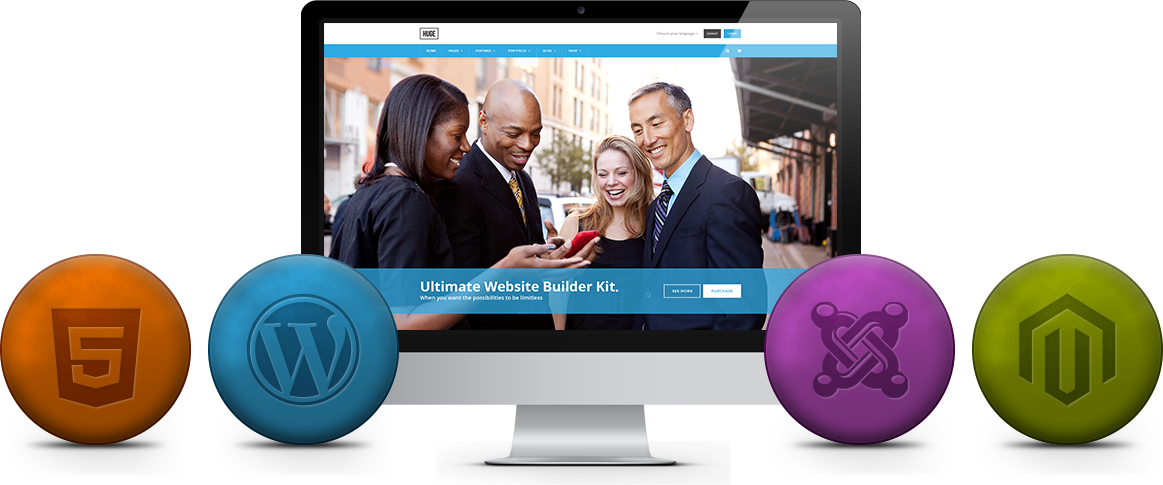 HUGE
Choose your language
SIGNUP
LOGIN
HOME
PAGES
FEATURES
PORTFOLIO
BLOG
SHOP
Ultimate Website Builder Kit.
When you want the possibilities to be limitless
SEE MORE
PURCHASE
5
W